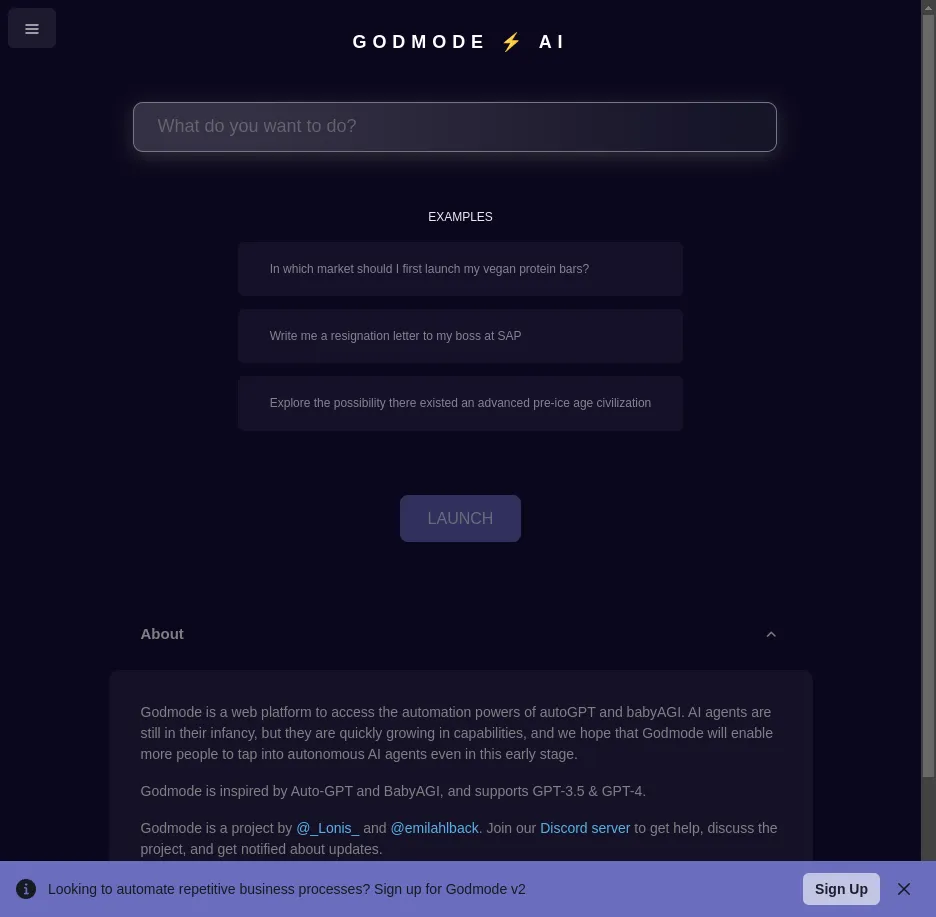 GODMODE ⚡ AI
What do you want to do?
EXAMPLES
In which market should I first launch my vegan protein bars?
Write me a resignation letter to my boss at SAP
Explore the possibility there existed an advanced pre-ice age civilization
LAUNCH
About
Godmode is a web platform to access the automation powers of autoGPT and babyAGI. AI agents are
still in their infancy, but they are quickly growing in capabilities, and we hope that Godmode will enable
more people to tap into autonomous AI agents even in this early stage.
Godmode is inspired by Auto-GPT and BabyAGI, and supports GPT-3.5 & GPT-4.
Godmode is a project by @_Lonis_ and @emilahlback. Join our Discord server to get help, discuss the
project, and get notified about updates.
Looking to automate repetitive business processes? Sign up for Godmode v2
Sign Up